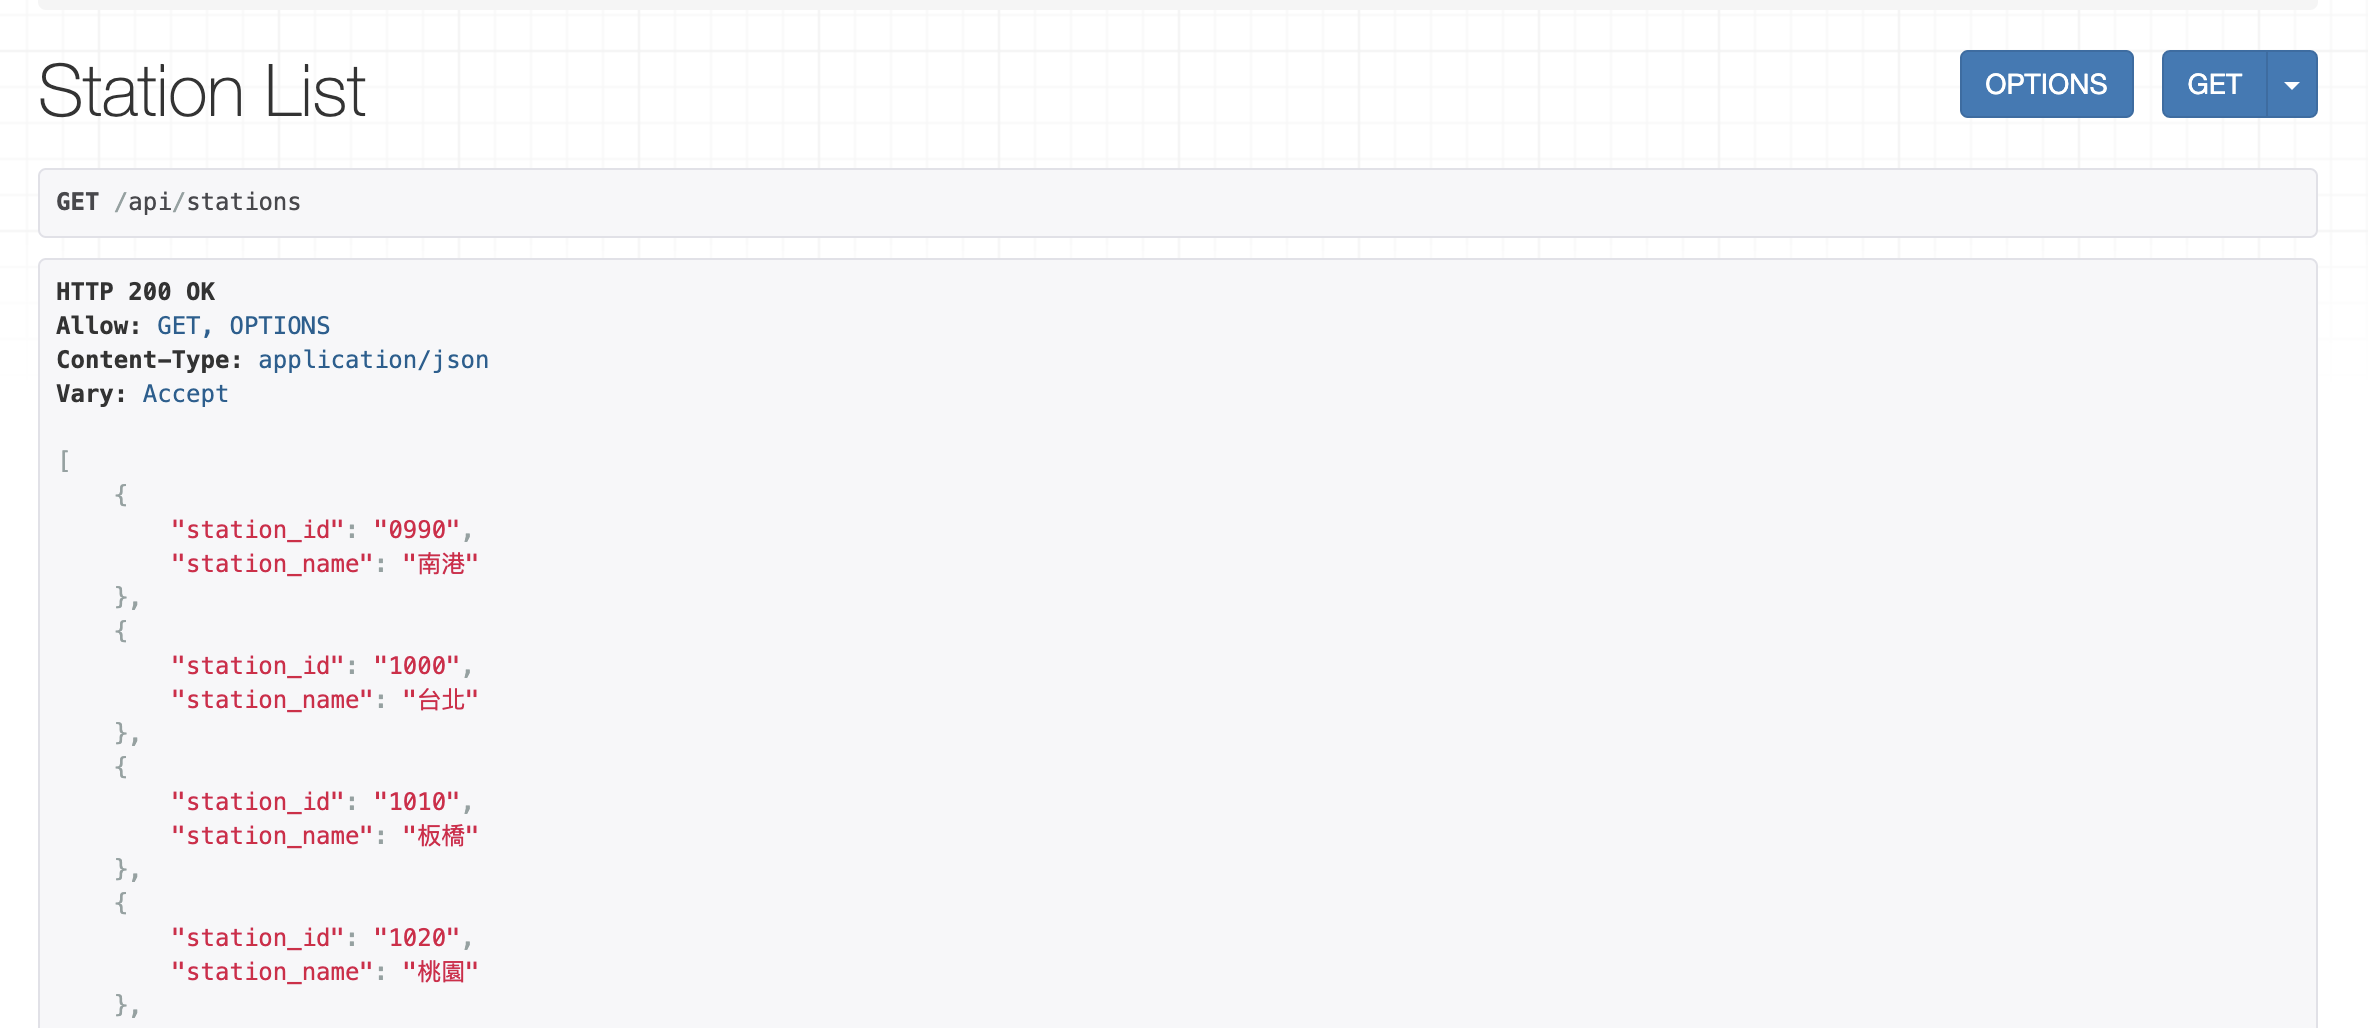 Station List
OPTIONS
GET
GET /api/stations
HTTP 200 OK
Allow: GET, OPTIONS
Content-Type: application/json
Vary: Accept
[
{
"station_id": "0990",
"station_name": "南港"
},
{
"station_id": "1000",
"station_name": "台北"
},
{
"station_id": "1010",
"station_name": "板橋"
},
{
"station_id": "1020",
"station_name": "桃園"
},